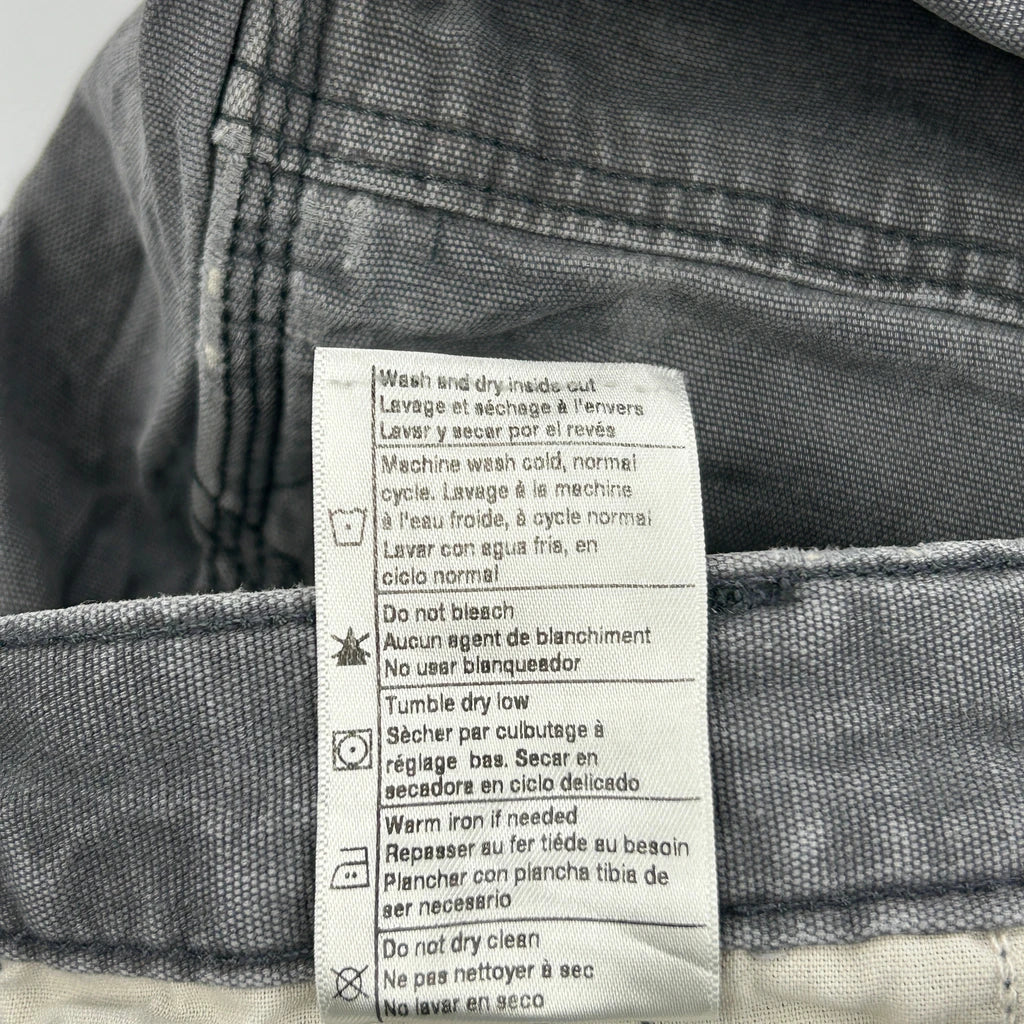 Wash and dry inside out
Lavage et séchage à l'envers
Lavar y secar por el revés
Machine wash cold, normal
cycle. Lavage à la machine
à l'eau froide, à cycle normal
Lavar con agua fria, en
ciclo normal
Do not bleach
Aucun agent de blanchiment
No usar blanqueador
Tumble dry low
Sècher par culbutage à
réglage bas. Secar en
secadora en ciclo delicado
Warm iron if needed
Repasser au fer tiéde au besoin
Planchar con plancha tibia de
ser necesario
Do not dry clean
Ne pas nettoyer à sec
No lavar en seco